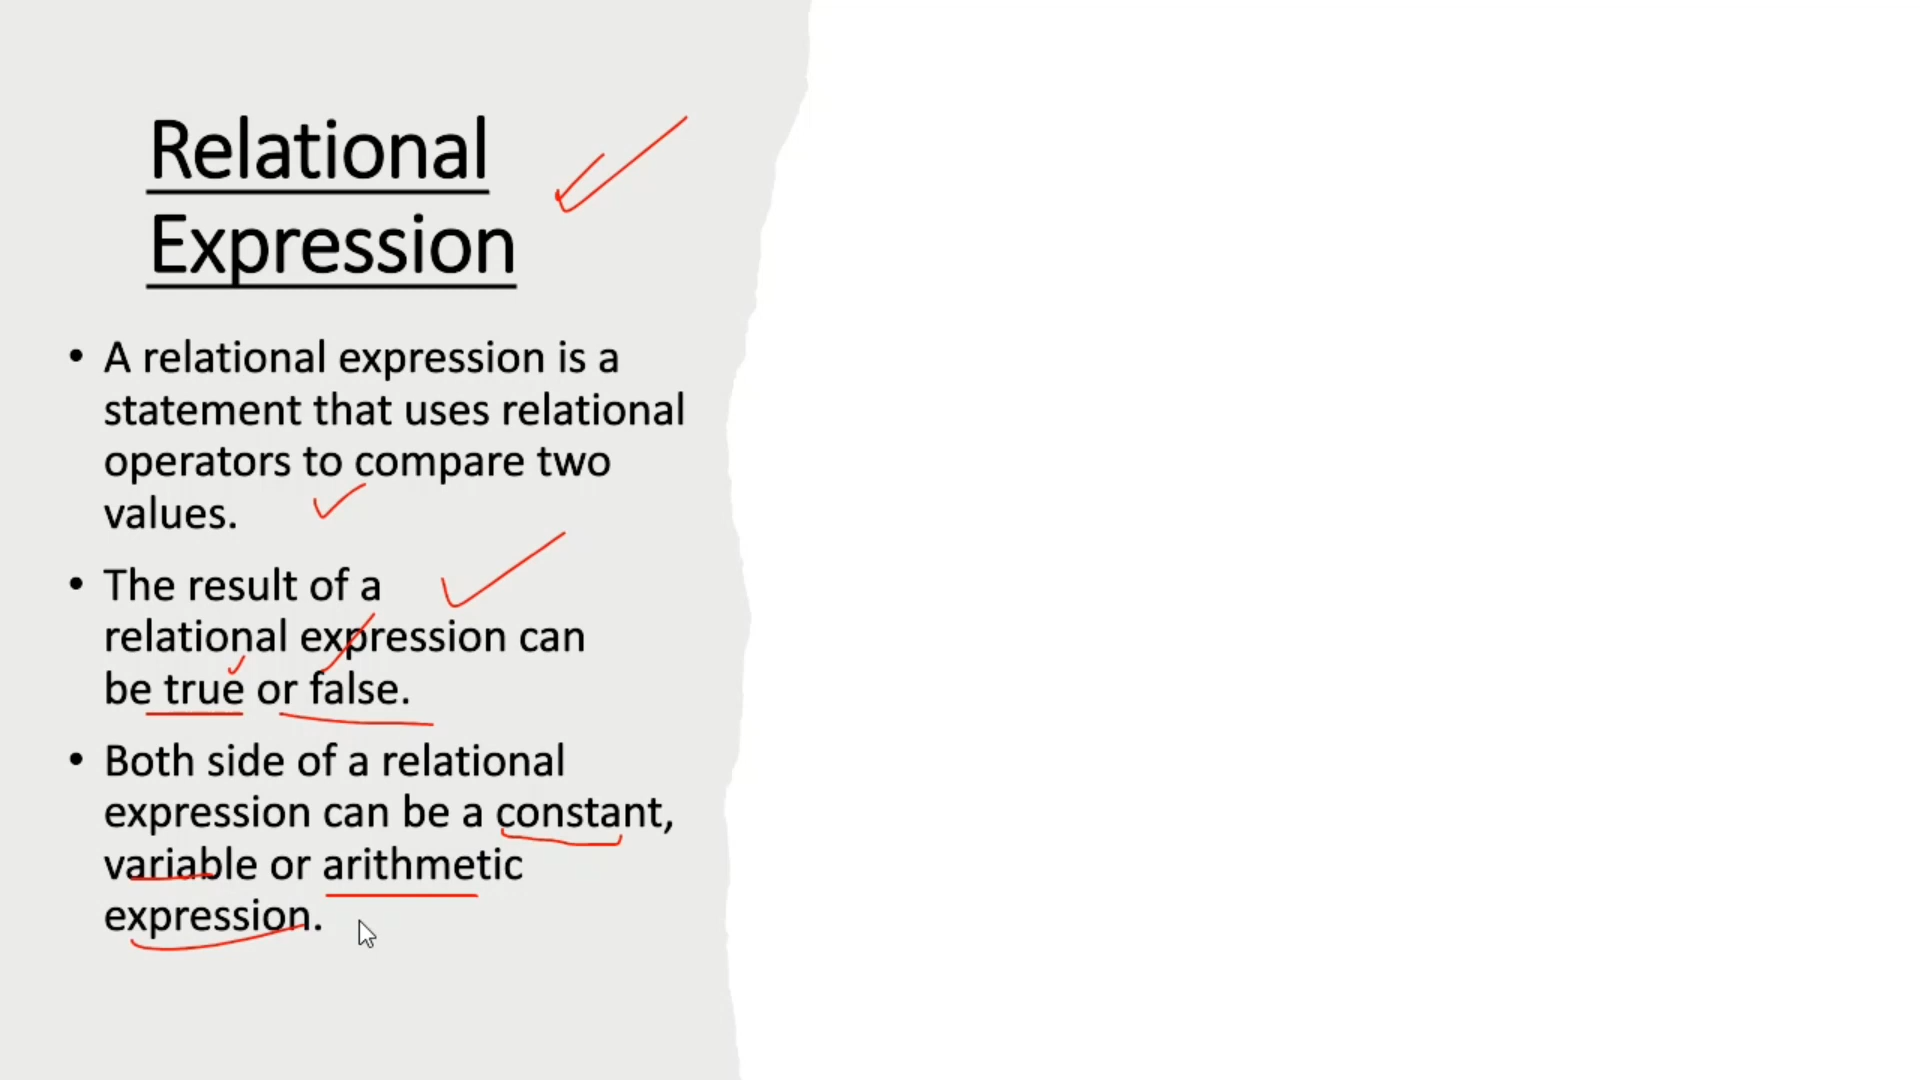 Relational
Expression
• A relational expression is a
statement that uses relational
operators to compare two
values.
• The result of a
relational expression can
be true or false.
• Both side of a relational
expression can be a constant,
variable or arithmetic
expression.